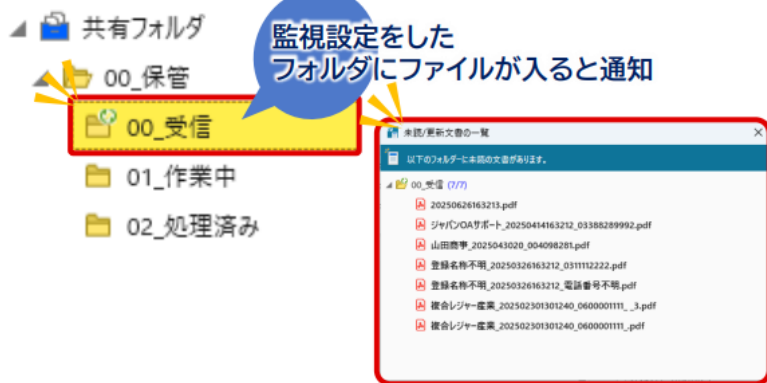 共有フォルダ
監視設定をした
フォルダにファイルが入ると通知
00_保管
00_受信
01_作業中
02_処理済み
未読/更新文書の一覧
以下のフォルダーに未読の文書があります。
00_受信 (7/7)
20250626163213.pdf
ジャパンOAサポート_20250414163212_03388289992.pdf
山田商事_2025043020_004098281.pdf
登録名称不明_20250326163212_0311112222.pdf
登録名称不明_20250326163212_電話番号不明.pdf
複合レジャー産業_202502301301240_0600001111_ _3.pdf
複合レジャー産業_202502301301240_0600001111_.pdf